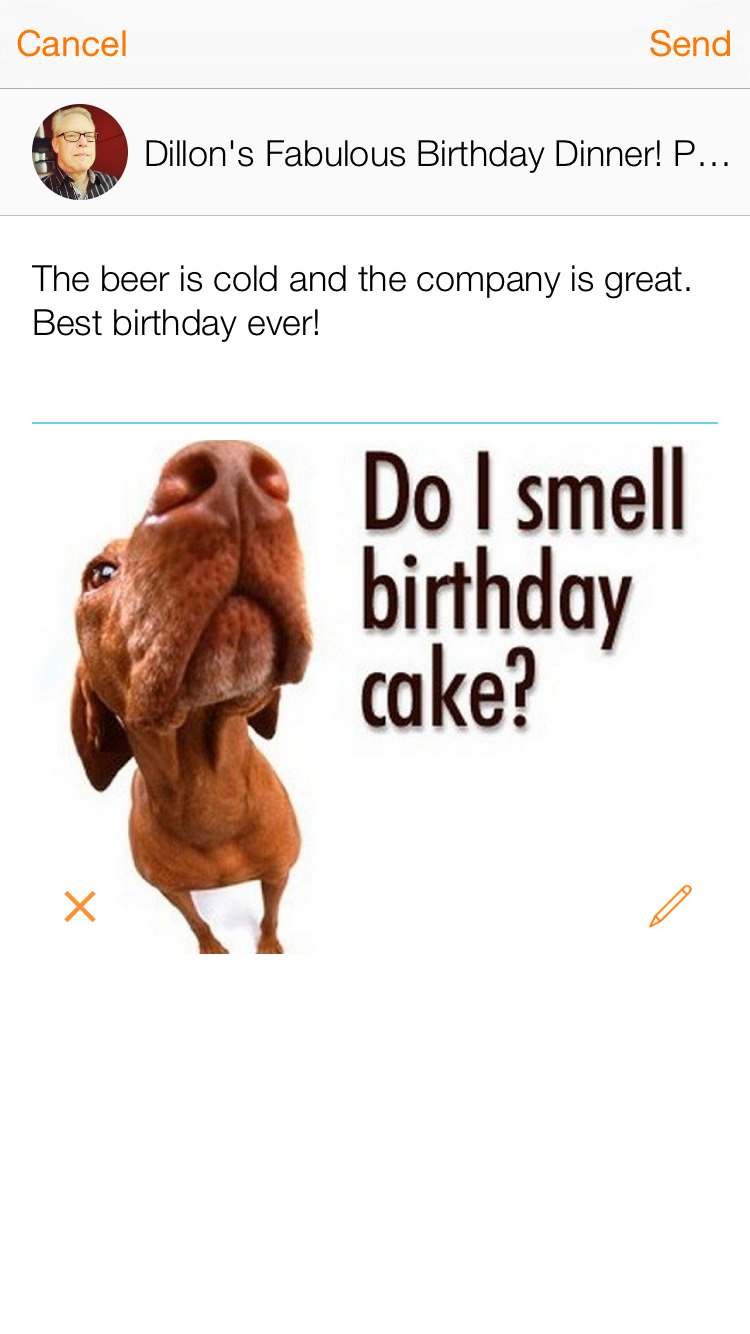 Cancel Send
Dillon's Fabulous Birthday Dinner! P...
The beer is cold and the company is great.
Best birthday ever!
Do I smell
birthday
cake?